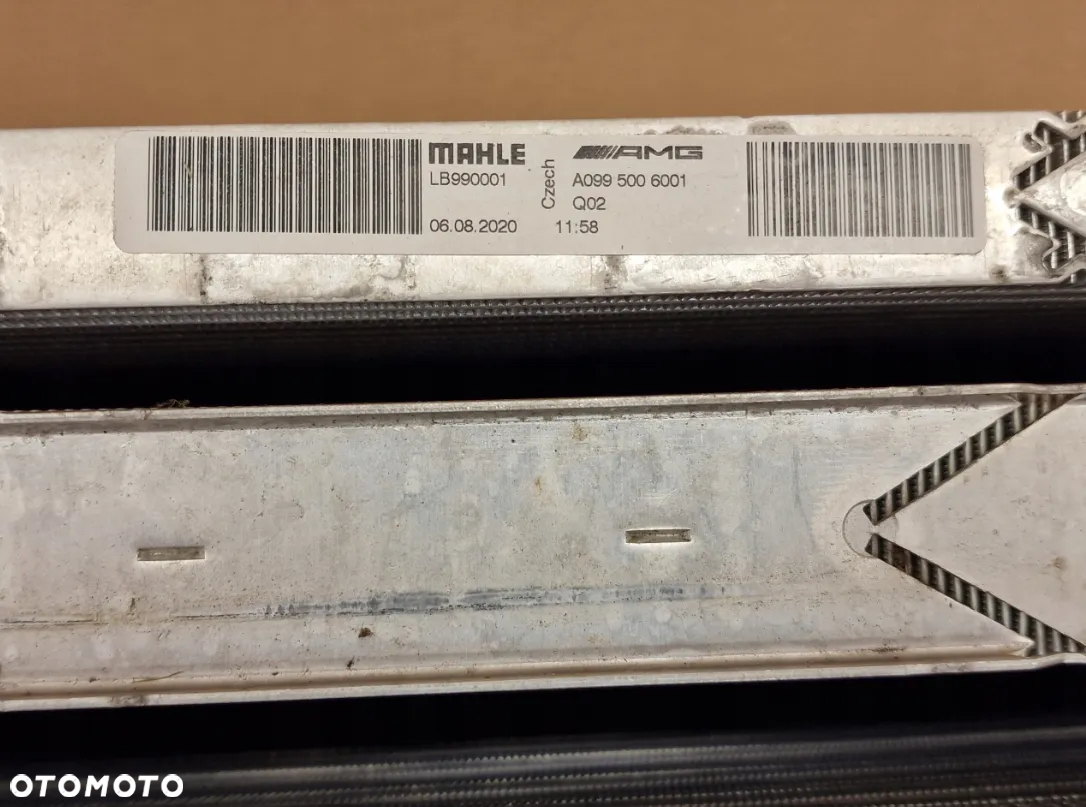 MAHLE
LB990001
06.08.2020
Czech
AMG
A099 500 6001
Q02
11:58
OTOMOTO